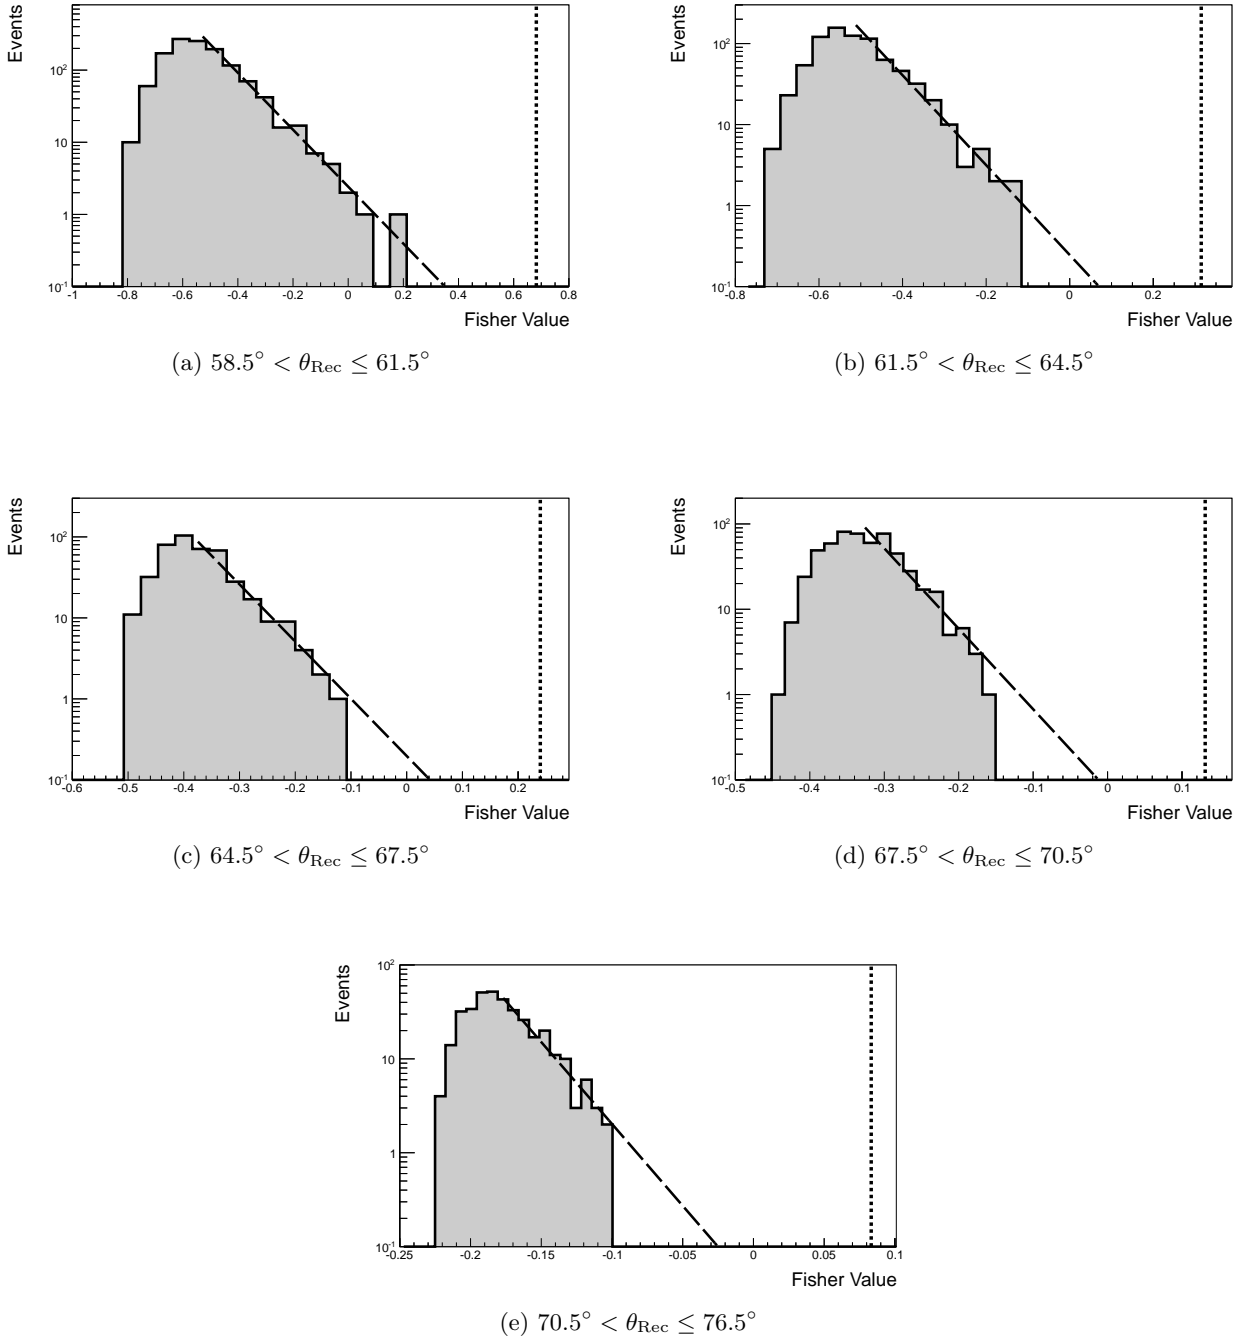 Events
10²
10
1
10⁻¹
-1 -0.8 -0.6 -0.4 -0.2 0 0.2 0.4 0.6 0.8
Fisher Value
(a) 58.5° < θRec ≤ 61.5°
Events
10²
10
1
10⁻¹
-0.8 -0.6 -0.4 -0.2 0 0.2
Fisher Value
(b) 61.5° < θRec ≤ 64.5°
Events
10²
10
1
10⁻¹
-0.6 -0.5 -0.4 -0.3 -0.2 -0.1 0 0.1 0.2
Fisher Value
(c) 64.5° < θRec ≤ 67.5°
Events
10²
10
1
10⁻¹
-0.5 -0.4 -0.3 -0.2 -0.1 0 0.1
Fisher Value
(d) 67.5° < θRec ≤ 70.5°
Events
10²
10
1
10⁻¹
-0.25 -0.2 -0.15 -0.1 -0.05 0 0.05 0.1
Fisher Value
(e) 70.5° < θRec ≤ 76.5°